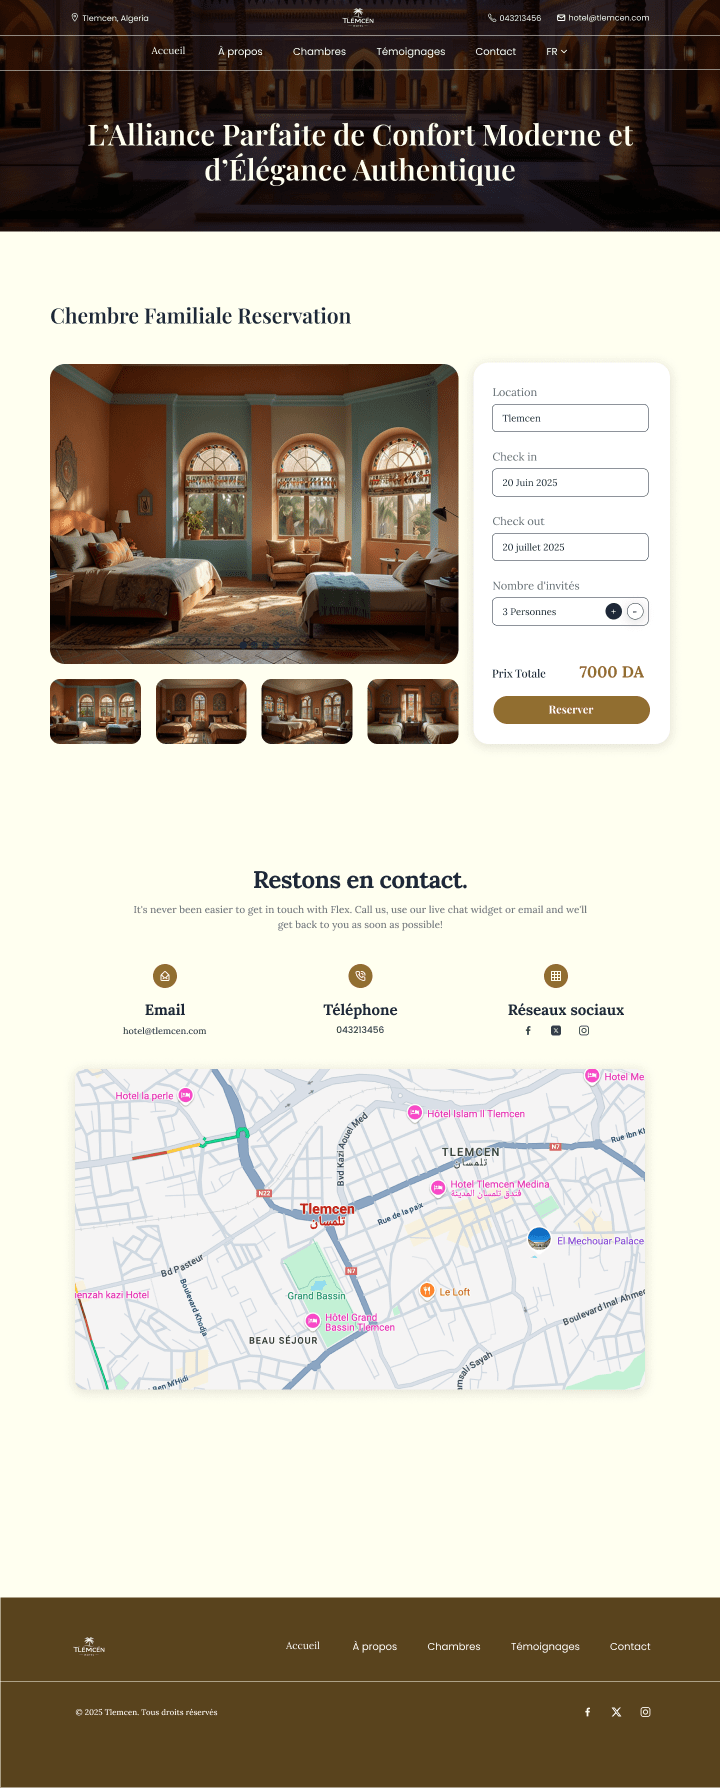 Tlemcen, Algeria
TLEMCEN
HOTEL
043213456
hotel@tlemcen.com
Accueil
À propos
Chambres
Témoignages
Contact
FR
L'Alliance Parfaite de Confort Moderne et
d'Élégance Authentique
Chembre Familiale Reservation
Location
Tlemcen
Check in
20 Juin 2025
Check out
20 juillet 2025
Nombre d'invités
3 Personnes
+
-
Prix Totale
7000 DA
Reserver
Restons en contact.
It's never been easier to get in touch with Flex. Call us, use our live chat widget or email and we'll
get back to you as soon as possible!
Email
hotel@tlemcen.com
Téléphone
043213456
Réseaux sociaux
Hotel Me
Hotel la perle
Hôtel Islam II Tlemcen
Bvd Kazi Aouel Med
Rue Ibn Kh
N7
TLEMCEN
تلمسان
Hotel Tlemcen Medina
فندق تلمسان المدينة
N22
Tlemcen
تلمسان
Rue de la paix
El Mechouar Palace
Bd Pasteur
N7
Boulevard Khodja
enzah kazi Hotel
Grand Bassin
Le Loft
Boulevard Inal Ahmed
Hôtel Grand
Bassin Tlemcen
BEAU SÉJOUR
msali Sayah
Ben M'Hidi
TLEMCEN
HOTEL
Accueil
À propos
Chambres
Témoignages
Contact
© 2025 Tlemcen. Tous droits réservés